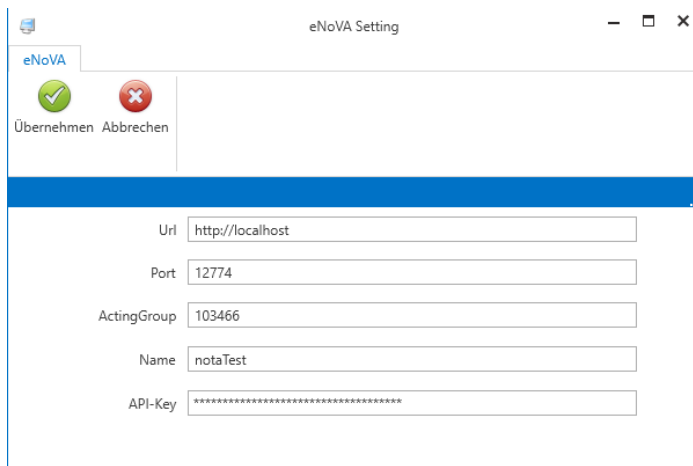 eNoVA Setting
eNoVA
Übernehmen Abbrechen
Url http://localhost
Port 12774
ActingGroup 103466
Name notaTest
API-Key ************************************